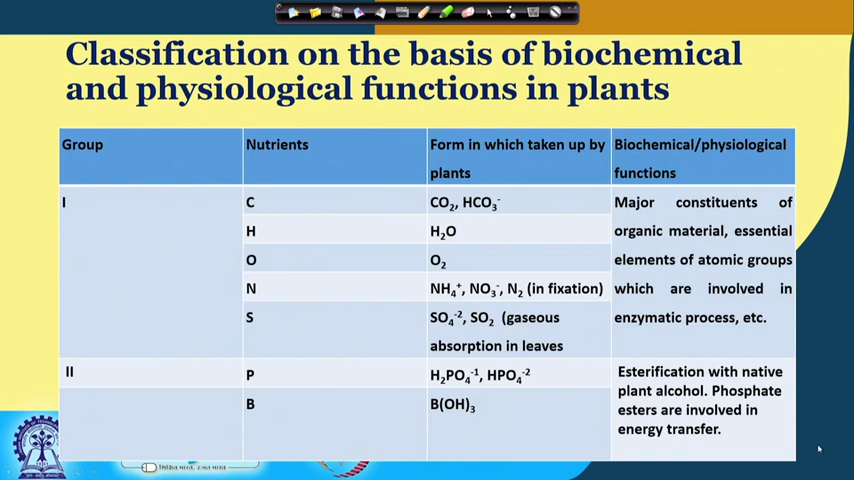 Classification on the basis of biochemical
and physiological functions in plants
Group
Nutrients
Form in which taken up by
plants
Biochemical/physiological
functions
I
C
CO₂, HCO₃⁻
Major constituents of
organic material, essential
elements of atomic groups
which are involved in
enzymatic process, etc.
H
H₂O
O
O₂
N
NH₄⁺, NO₃⁻, N₂ (in fixation)
S
SO₄⁻², SO₂ (gaseous
absorption in leaves
II
P
H₂PO₄⁻¹, HPO₄⁻²
Esterification with native
plant alcohol. Phosphate
esters are involved in
energy transfer.
B
B(OH)₃